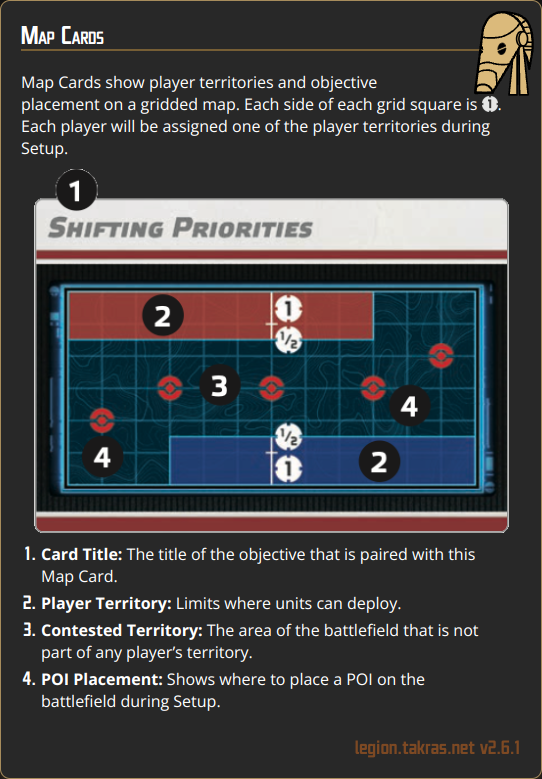 Map Cards
Map Cards show player territories and objective
placement on a gridded map. Each side of each grid square is 1.
Each player will be assigned one of the player territories during
Setup.
1
Shifting Priorities
2
1
1/2
3
4
4
1/2
1
2
1. Card Title: The title of the objective that is paired with this
Map Card.
2. Player Territory: Limits where units can deploy.
3. Contested Territory: The area of the battlefield that is not
part of any player’s territory.
4. POI Placement: Shows where to place a POI on the
battlefield during Setup.
legion.takras.net v2.6.1